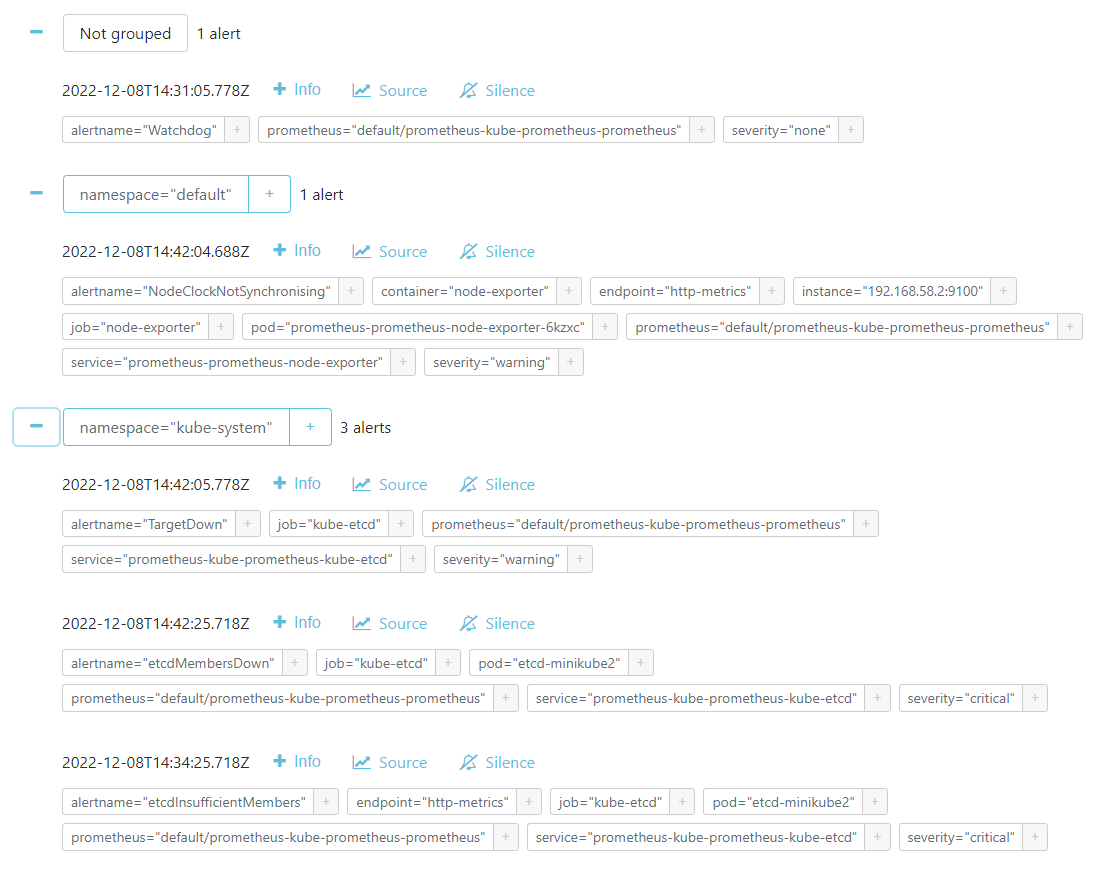 Not grouped 1 alert
2022-12-08T14:31:05.778Z + Info Source Silence
alertname="Watchdog" + prometheus="default/prometheus-kube-prometheus-prometheus" + severity="none" +
namespace="default" + 1 alert
2022-12-08T14:42:04.688Z + Info Source Silence
alertname="NodeClockNotSynchronising" + container="node-exporter" + endpoint="http-metrics" + instance="192.168.58.2:9100" +
job="node-exporter" + pod="prometheus-prometheus-node-exporter-6kzxc" + prometheus="default/prometheus-kube-prometheus-prometheus" +
service="prometheus-prometheus-node-exporter" + severity="warning" +
namespace="kube-system" + 3 alerts
2022-12-08T14:42:05.778Z + Info Source Silence
alertname="TargetDown" + job="kube-etcd" + prometheus="default/prometheus-kube-prometheus-prometheus" +
service="prometheus-kube-prometheus-kube-etcd" + severity="warning" +
2022-12-08T14:42:25.718Z + Info Source Silence
alertname="etcdMembersDown" + job="kube-etcd" + pod="etcd-minikube2" +
prometheus="default/prometheus-kube-prometheus-prometheus" + service="prometheus-kube-prometheus-kube-etcd" + severity="critical" +
2022-12-08T14:34:25.718Z + Info Source Silence
alertname="etcdInsufficientMembers" + endpoint="http-metrics" + job="kube-etcd" + pod="etcd-minikube2" +
prometheus="default/prometheus-kube-prometheus-prometheus" + service="prometheus-kube-prometheus-kube-etcd" + severity="critical" +